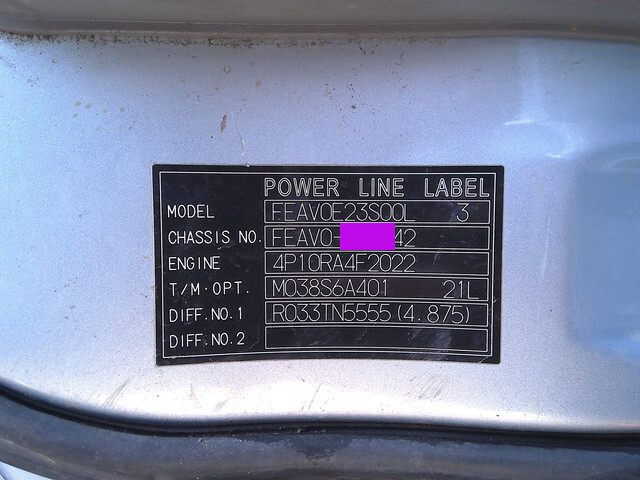 POWER LINE LABEL
MODEL FEAV0E23S00L 3
CHASSIS NO. FEAV0- 42
ENGINE 4P10RA4F2022
T/M·OPT. M038S6A401 21L
DIFF.NO.1 R033TN5555(4.875)
DIFF.NO.2